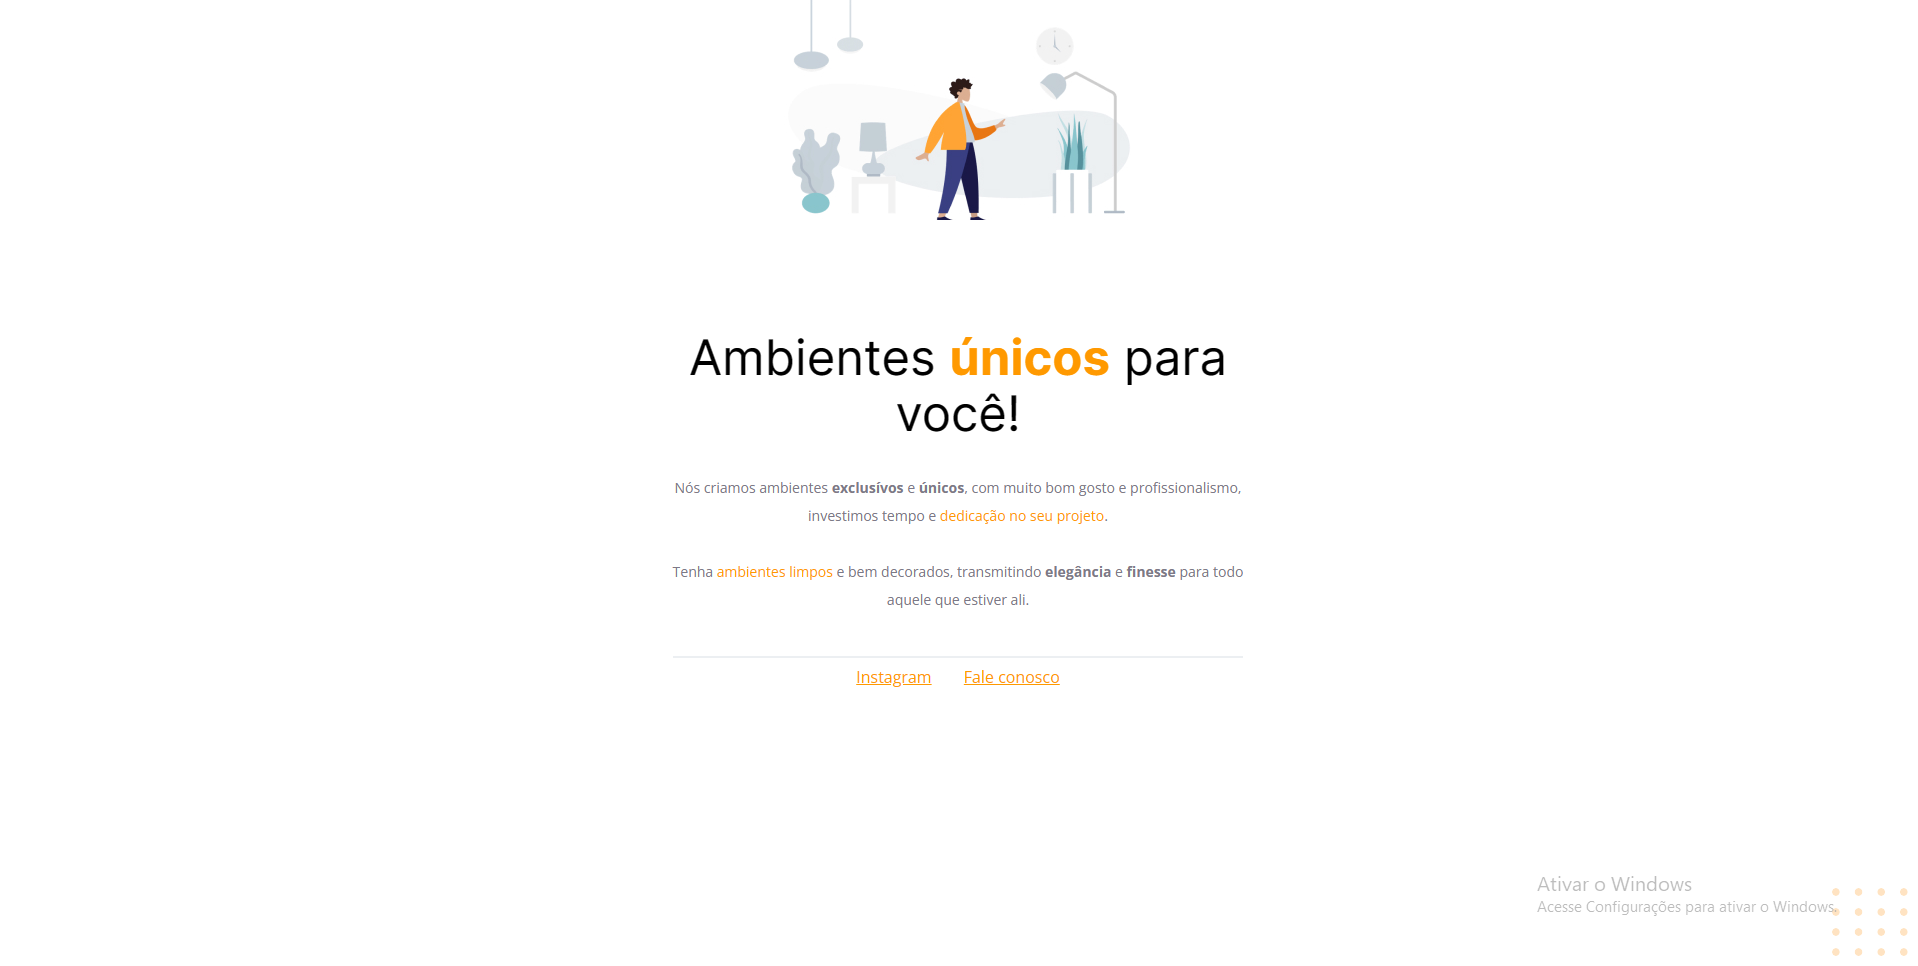 Ambientes únicos para
você!
Nós criamos ambientes exclusívos e únicos, com muito bom gosto e profissionalismo,
investimos tempo e dedicação no seu projeto.
Tenha ambientes limpos e bem decorados, transmitindo elegância e finesse para todo
aquele que estiver ali.
Instagram Fale conosco
Ativar o Windows
Acesse Configurações para ativar o Windows.